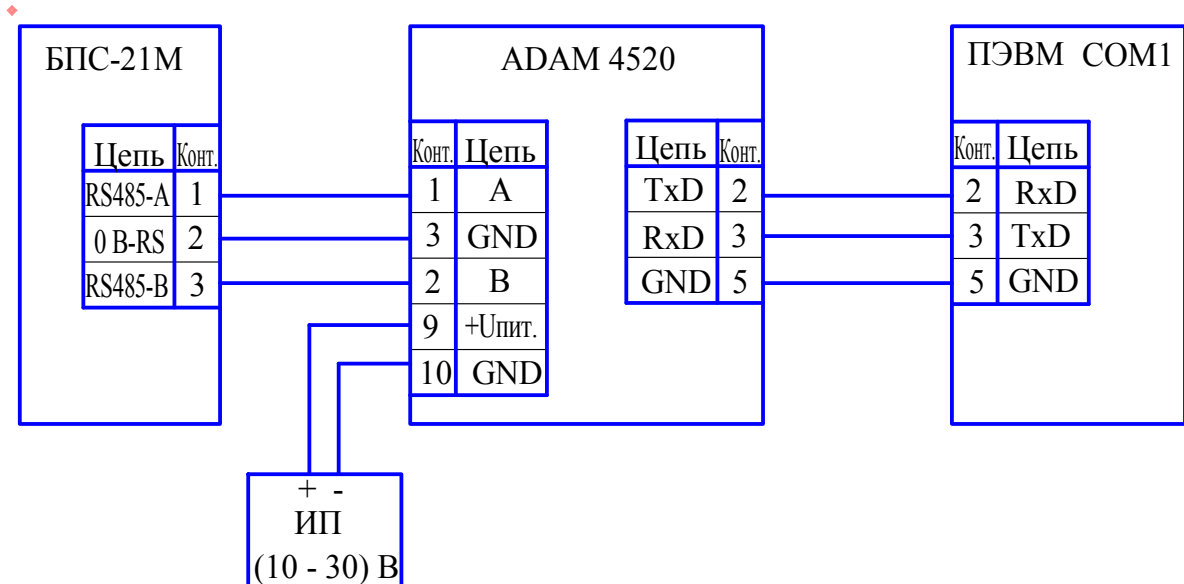 БПС-21М
Цепь Конт.
RS485-A 1
0 В-RS 2
RS485-B 3
ADAM 4520
Конт. Цепь
1 A
3 GND
2 B
9 +Uпит.
10 GND
Цепь Конт.
TxD 2
RxD 3
GND 5
ПЭВМ COM1
Конт. Цепь
2 RxD
3 TxD
5 GND
+ -
ИП
(10 - 30) В